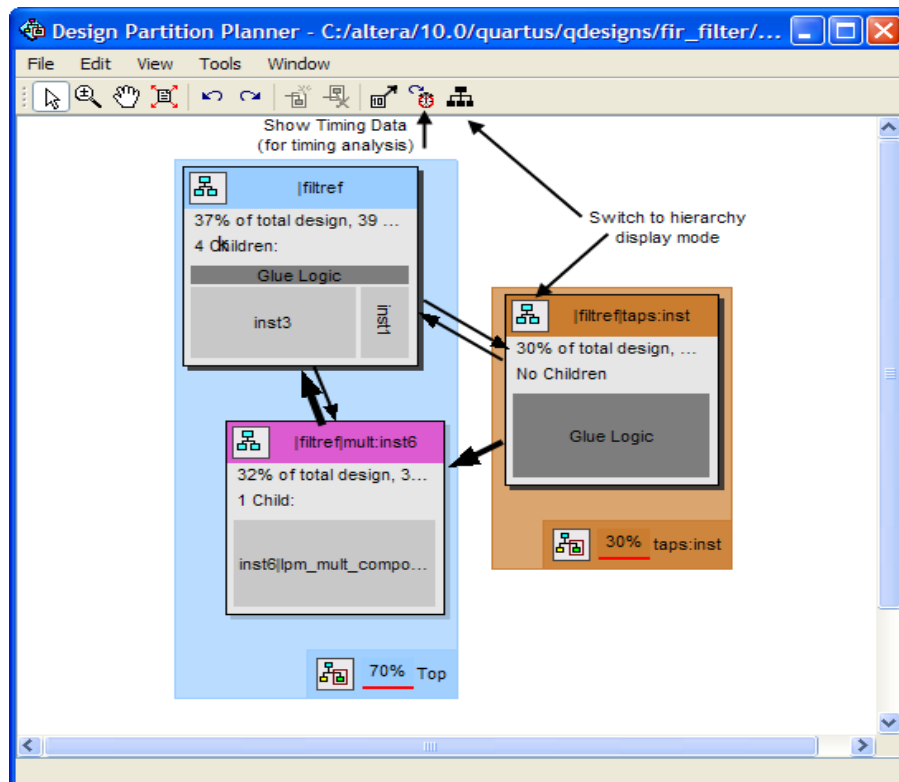 Design Partition Planner - C:/altera/10.0/quartus/qdesigns/fir_filter/...
File Edit View Tools Window
Show Timing Data
(for timing analysis)
|filtref
37% of total design, 39 ...
4 Children:
Glue Logic
inst3
inst1
Switch to hierarchy
display mode
|filtref|taps:inst
30% of total design, ...
No Children
Glue Logic
|filtref|mult:inst6
32% of total design, 3...
1 Child:
inst6|lpm_mult_compo...
30% taps:inst
70% Top